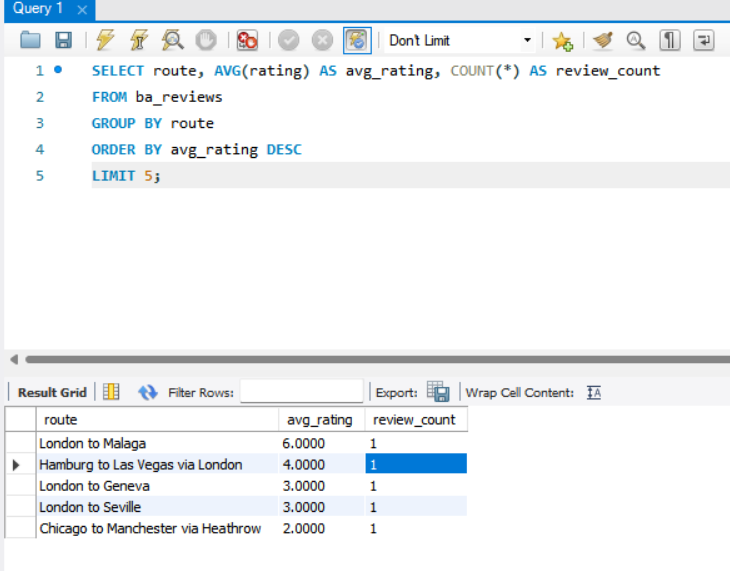 Query 1
Don't Limit
1 SELECT route, AVG(rating) AS avg_rating, COUNT(*) AS review_count
2 FROM ba_reviews
3 GROUP BY route
4 ORDER BY avg_rating DESC
5 LIMIT 5;
Result Grid Filter Rows: Export: Wrap Cell Content:
route avg_rating review_count
London to Malaga 6.0000 1
Hamburg to Las Vegas via London 4.0000 1
London to Geneva 3.0000 1
London to Seville 3.0000 1
Chicago to Manchester via Heathrow 2.0000 1